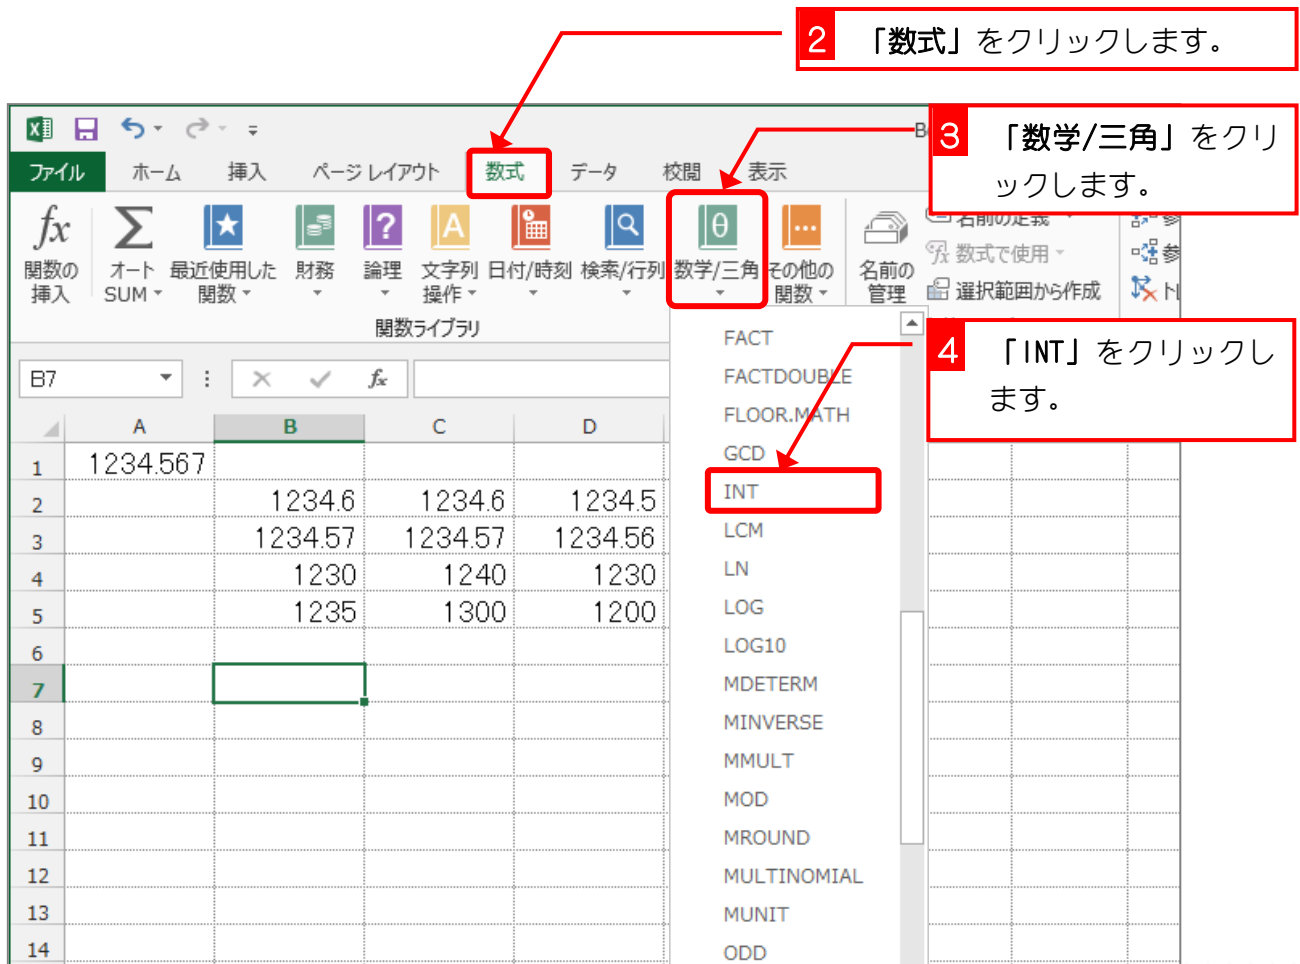 2 「数式」をクリックします。
3 「数学/三角」をクリ
ックします。
ファイル ホーム 挿入 ページ レイアウト 数式 データ 校閲 表示
fx Σ ? A θ ...
関数の オート 最近使用した 財務 論理 文字列 日付/時刻 検索/行列 数学/三角 その他の 名前の
挿入 SUM 関数 操作 関数 管理
名前の定義
数式で使用 参
選択範囲から作成
関数ライブラリ
4 「INT」をクリックし
ます。
B7 fx
A B C D
1 1234.567
2 1234.6 1234.6 1234.5
3 1234.57 1234.57 1234.56
4 1230 1240 1230
5 1235 1300 1200
6
7
8
9
10
11
12
13
14
FACT
FACTDOUBLE
FLOOR.MATH
GCD
INT
LCM
LN
LOG
LOG10
MDETERM
MINVERSE
MMULT
MOD
MROUND
MULTINOMIAL
MUNIT
ODD